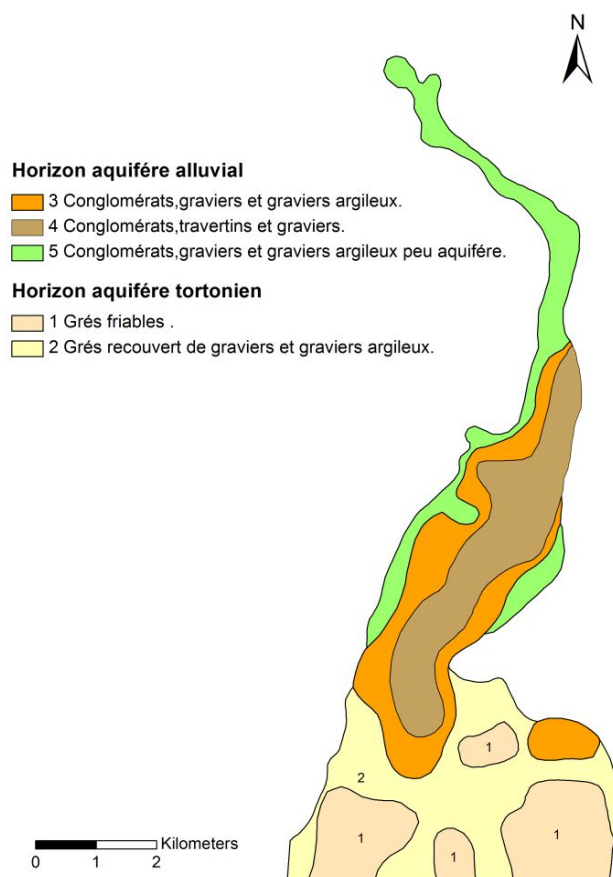 N
Horizon aquifére alluvial
3 Conglomérats,graviers et graviers argileux.
4 Conglomérats,travertins et graviers.
5 Conglomérats,graviers et graviers argileux peu aquifére.
Horizon aquifére tortonien
1 Grés friables .
2 Grés recouvert de graviers et graviers argileux.
1
2
1
1
1
Kilometers
0 1 2